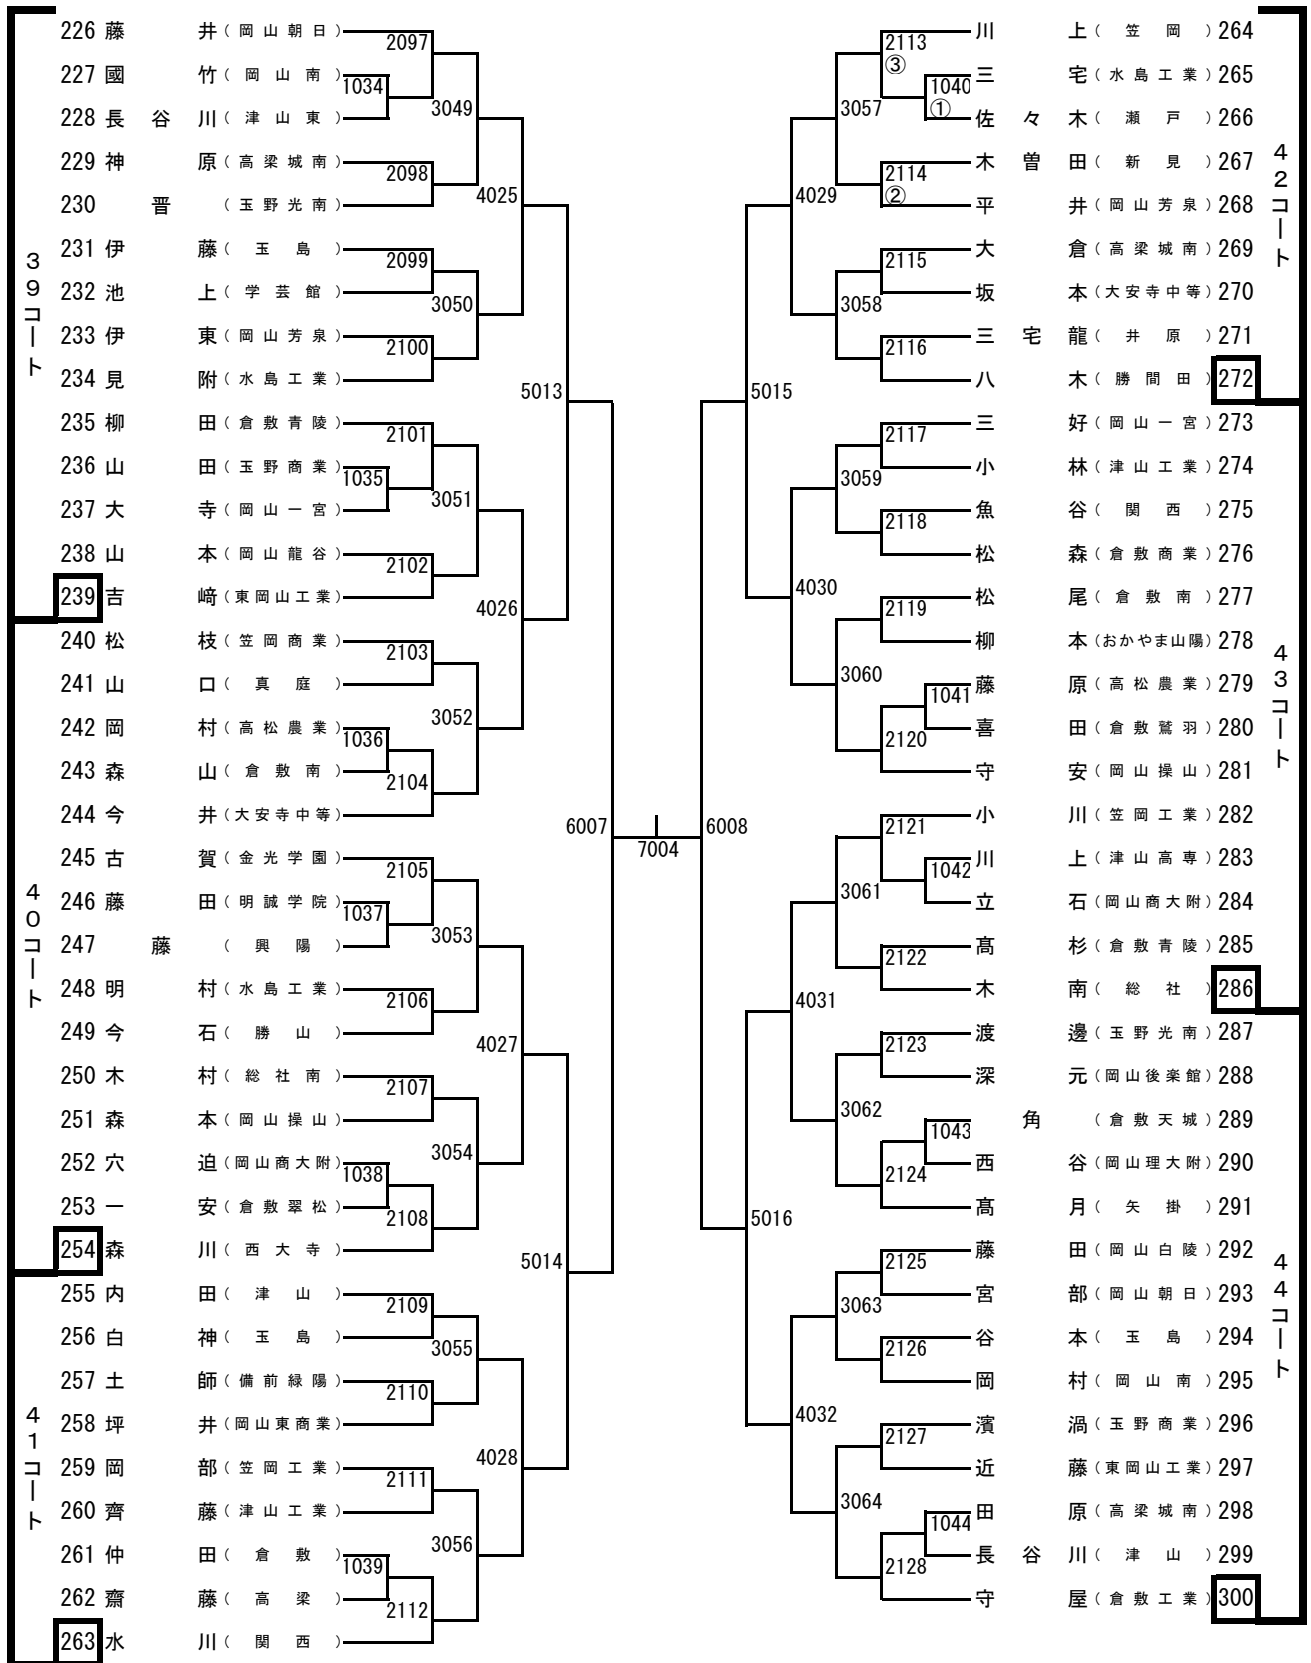 39コート
226 藤井（岡山朝日）
227 國竹（岡山南）
228 長谷川（津山東）
229 神原（高梁城南）
230 晋（玉野光南）
231 伊藤（玉島）
232 池上（学芸館）
233 伊東（岡山芳泉）
234 見附（水島工業）
235 柳田（倉敷青陵）
236 山田（玉野商業）
237 大寺（岡山一宮）
238 山本（岡山龍谷）
239 吉﨑（東岡山工業）
40コート
240 松枝（笠岡商業）
241 山口（真庭）
242 岡村（高松農業）
243 森山（倉敷南）
244 今井（大安寺中等）
245 古賀（金光学園）
246 藤田（明誠学院）
247 藤（興陽）
248 明村（水島工業）
249 今石（勝山）
250 木村（総社南）
251 森本（岡山操山）
252 穴迫（岡山商大附）
253 一安（倉敷翠松）
254 森川（西大寺）
41コート
255 内田（津山）
256 白神（玉島）
257 土師（備前緑陽）
258 坪井（岡山東商業）
259 岡部（笠岡工業）
260 齊藤（津山工業）
261 仲田（倉敷）
262 齋藤（高梁）
263 水川（関西）
1034
1035
1036
1037
1038
1039
2097
2098
2099
2100
2101
2102
2103
2104
2105
2106
2107
2108
2109
2110
2111
2112
3049
3050
3051
3052
3053
3054
3055
3056
4025
4026
4027
4028
5013
5014
6007
7004
6008
5015
5016
4029
4030
4031
4032
3057
3058
3059
3060
3061
3062
3063
3064
2113
③
2114
②
2115
2116
2117
2118
2119
2120
2121
2122
2123
2124
2125
2126
2127
2128
1040
①
1041
1042
1043
1044
川上（笠岡）264
三宅（水島工業）265
佐々木（瀬戸）266
木曽田（新見）267
平井（岡山芳泉）268
大倉（高梁城南）269
坂本（大安寺中等）270
三宅龍（井原）271
八木（勝間田）272
42コート
三好（岡山一宮）273
小林（津山工業）274
魚谷（関西）275
松森（倉敷商業）276
松尾（倉敷南）277
柳本（おかやま山陽）278
藤原（高松農業）279
喜田（倉敷鷲羽）280
守安（岡山操山）281
小川（笠岡工業）282
川上（津山高専）283
立石（岡山商大附）284
髙杉（倉敷青陵）285
木南（総社）286
43コート
渡邊（玉野光南）287
深元（岡山後楽館）288
角（倉敷天城）289
西谷（岡山理大附）290
髙月（矢掛）291
藤田（岡山白陵）292
宮部（岡山朝日）293
谷本（玉島）294
岡村（岡山南）295
濱渦（玉野商業）296
近藤（東岡山工業）297
田原（高梁城南）298
長谷川（津山）299
守屋（倉敷工業）300
44コート